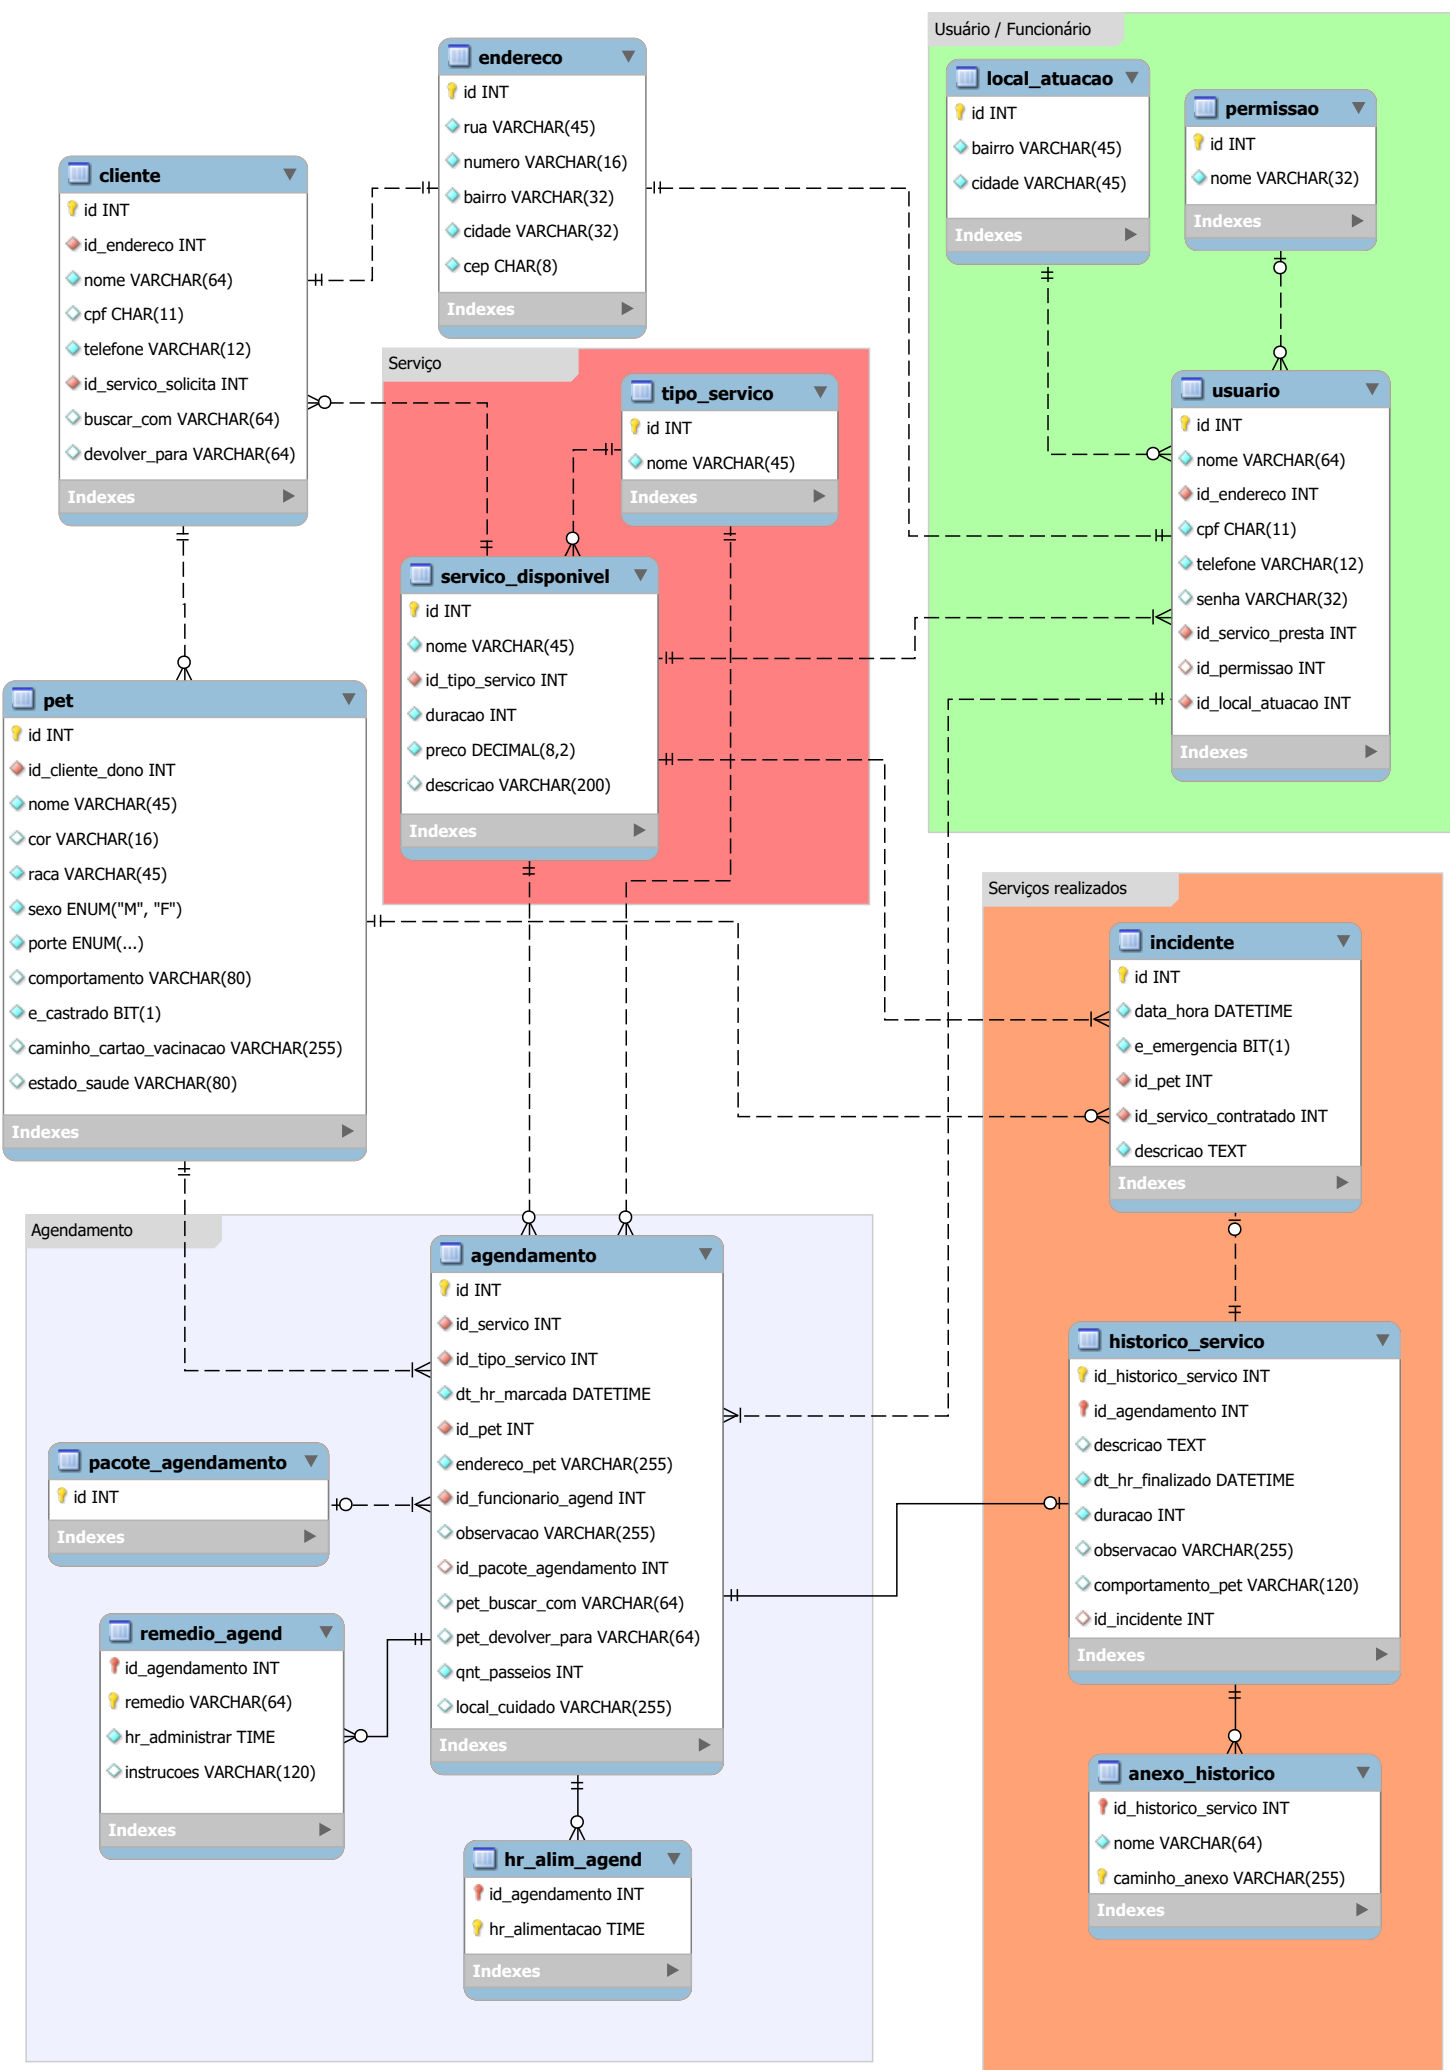 Usuário / Funcionário
endereco
id INT
rua VARCHAR(45)
numero VARCHAR(16)
bairro VARCHAR(32)
cidade VARCHAR(32)
cep CHAR(8)
Indexes
local_atuacao
id INT
bairro VARCHAR(45)
cidade VARCHAR(45)
Indexes
permissao
id INT
nome VARCHAR(32)
Indexes
cliente
id INT
id_endereco INT
nome VARCHAR(64)
cpf CHAR(11)
telefone VARCHAR(12)
id_servico_solicita INT
buscar_com VARCHAR(64)
devolver_para VARCHAR(64)
Indexes
Serviço
tipo_servico
id INT
nome VARCHAR(45)
Indexes
usuario
id INT
nome VARCHAR(64)
id_endereco INT
cpf CHAR(11)
telefone VARCHAR(12)
senha VARCHAR(32)
id_servico_presta INT
id_permissao INT
id_local_atuacao INT
Indexes
servico_disponivel
id INT
nome VARCHAR(45)
id_tipo_servico INT
duracao INT
preco DECIMAL(8,2)
descricao VARCHAR(200)
Indexes
pet
id INT
id_cliente_dono INT
nome VARCHAR(45)
cor VARCHAR(16)
raca VARCHAR(45)
sexo ENUM("M", "F")
porte ENUM(...)
comportamento VARCHAR(80)
e_castrado BIT(1)
caminho_cartao_vacinacao VARCHAR(255)
estado_saude VARCHAR(80)
Indexes
Serviços realizados
incidente
id INT
data_hora DATETIME
e_emergencia BIT(1)
id_pet INT
id_servico_contratado INT
descricao TEXT
Indexes
Agendamento
agendamento
id INT
id_servico INT
id_tipo_servico INT
dt_hr_marcada DATETIME
id_pet INT
endereco_pet VARCHAR(255)
id_funcionario_agend INT
observacao VARCHAR(255)
id_pacote_agendamento INT
pet_buscar_com VARCHAR(64)
pet_devolver_para VARCHAR(64)
qnt_passeios INT
local_cuidado VARCHAR(255)
Indexes
historico_servico
id_historico_servico INT
id_agendamento INT
descricao TEXT
dt_hr_finalizado DATETIME
duracao INT
observacao VARCHAR(255)
comportamento_pet VARCHAR(120)
id_incidente INT
Indexes
pacote_agendamento
id INT
Indexes
remedio_agend
id_agendamento INT
remedio VARCHAR(64)
hr_administrar TIME
instrucoes VARCHAR(120)
Indexes
anexo_historico
id_historico_servico INT
nome VARCHAR(64)
caminho_anexo VARCHAR(255)
Indexes
hr_alim_agend
id_agendamento INT
hr_alimentacao TIME
Indexes